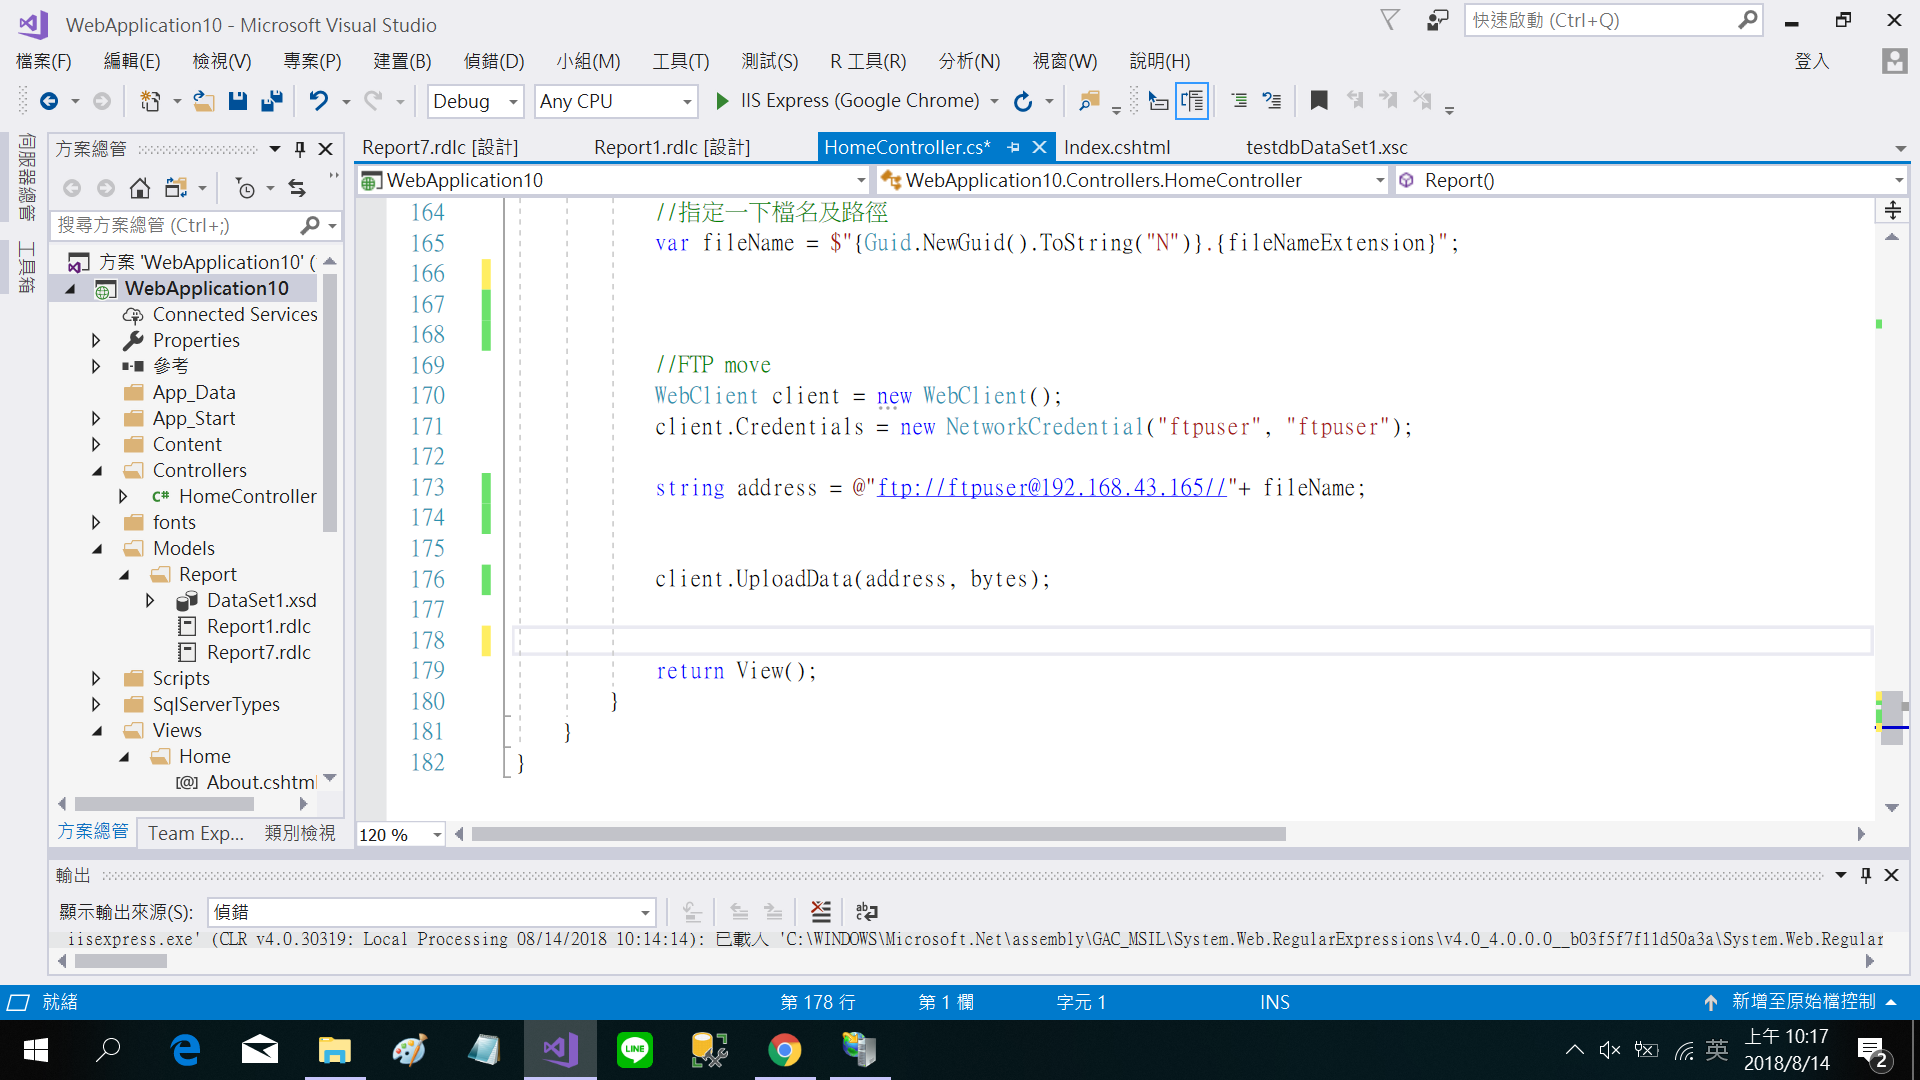 WebApplication10 - Microsoft Visual Studio
快速啟動 (Ctrl+Q)
檔案(F) 編輯(E) 檢視(V) 專案(P) 建置(B) 偵錯(D) 小組(M) 工具(T) 測試(S) R 工具(R) 分析(N) 視窗(W) 說明(H) 登入
Debug Any CPU IIS Express (Google Chrome)
伺服器總管
工具箱
方案總管
搜尋方案總管 (Ctrl+;)
方案 'WebApplication10' (
WebApplication10
Connected Services
Properties
參考
App_Data
App_Start
Content
Controllers
C# HomeController
fonts
Models
Report
DataSet1.xsd
Report1.rdlc
Report7.rdlc
Scripts
SqlServerTypes
Views
Home
[@] About.cshtml
方案總管 Team Exp... 類別檢視
Report7.rdlc [設計] Report1.rdlc [設計] HomeController.cs* Index.cshtml testdbDataSet1.xsc
WebApplication10 WebApplication10.Controllers.HomeController Report()
164 //指定一下檔名及路徑
165 var fileName = $"{Guid.NewGuid().ToString("N")}.{fileNameExtension}";
166
167
168
169 //FTP move
170 WebClient client = new WebClient();
171 client.Credentials = new NetworkCredential("ftpuser", "ftpuser");
172
173 string address = @"ftp://ftpuser@192.168.43.165//"+ fileName;
174
175
176 client.UploadData(address, bytes);
177
178
179 return View();
180 }
181 }
182 }
120 %
輸出
顯示輸出來源(S): 偵錯
iisexpress.exe' (CLR v4.0.30319: Local Processing 08/14/2018 10:14:14): 已載入 'C:\WINDOWS\Microsoft.Net\assembly\GAC_MSIL\System.Web.RegularExpressions\v4.0_4.0.0.0__b03f5f7f11d50a3a\System.Web.Regular
就緒 第 178 行 第 1 欄 字元 1 INS 新增至原始檔控制
LINE
英
上午 10:17
2018/8/14
2